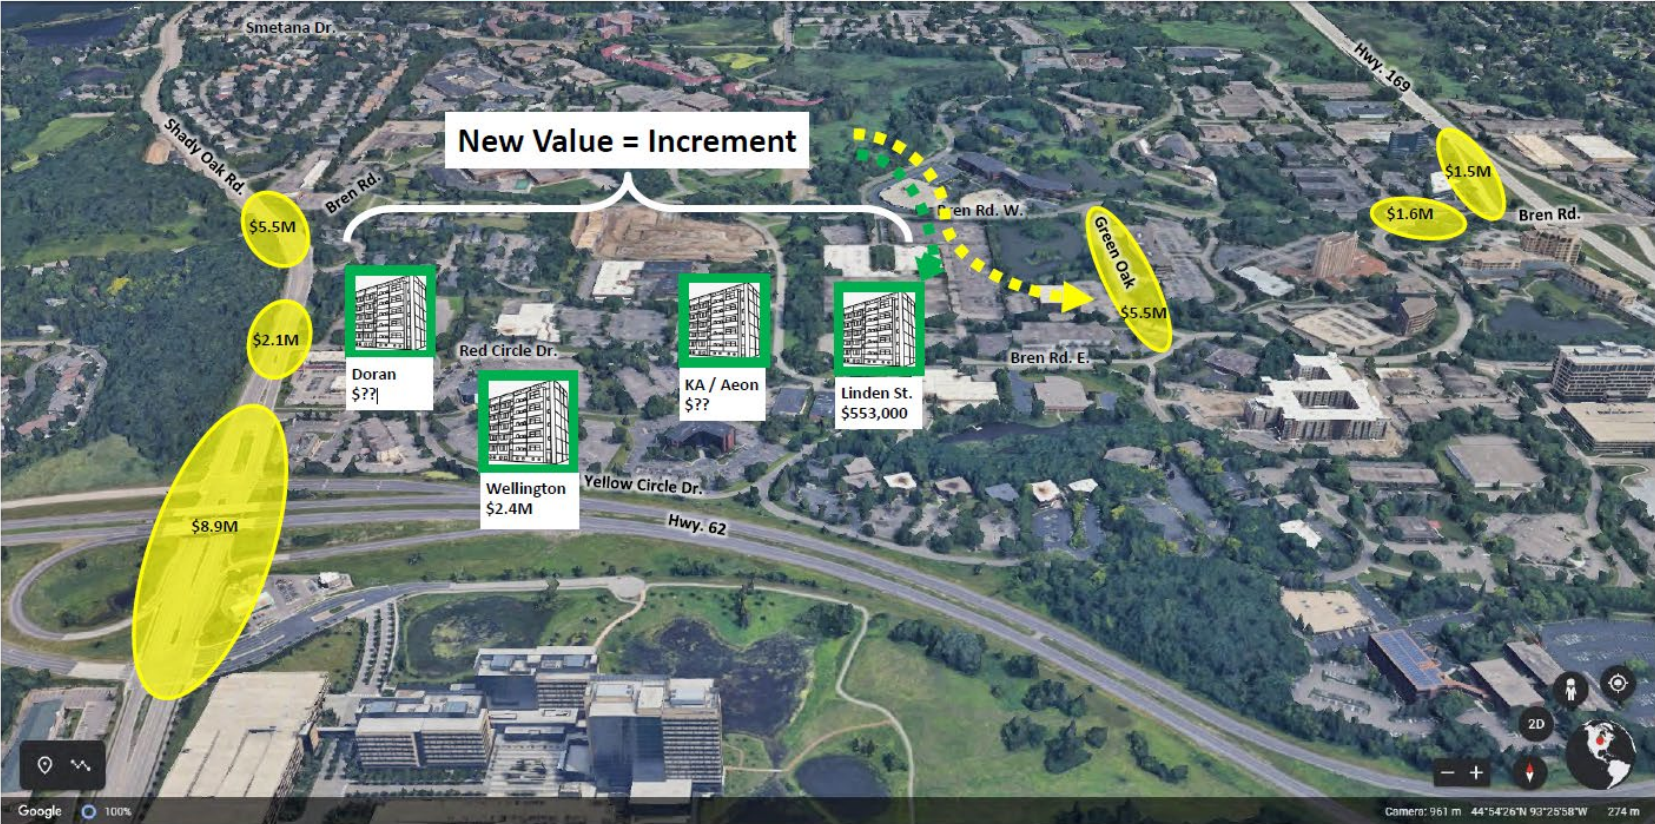 Smetana Dr.
Hwy. 169
Shady Oak Rd.
New Value = Increment
$1.5M
Bren Rd.
$5.5M
Bren Rd. W.
$1.6M
Bren Rd.
Green Oak
$5.5M
$2.1M
Red Circle Dr.
Bren Rd. E.
Doran
$??
KA / Aeon
$??
Linden St.
$553,000
Wellington
$2.4M
Yellow Circle Dr.
Hwy. 62
$8.9M
2D
Google
100%
Camera: 961 m 44°54'26"N 93°25'58"W 274 m